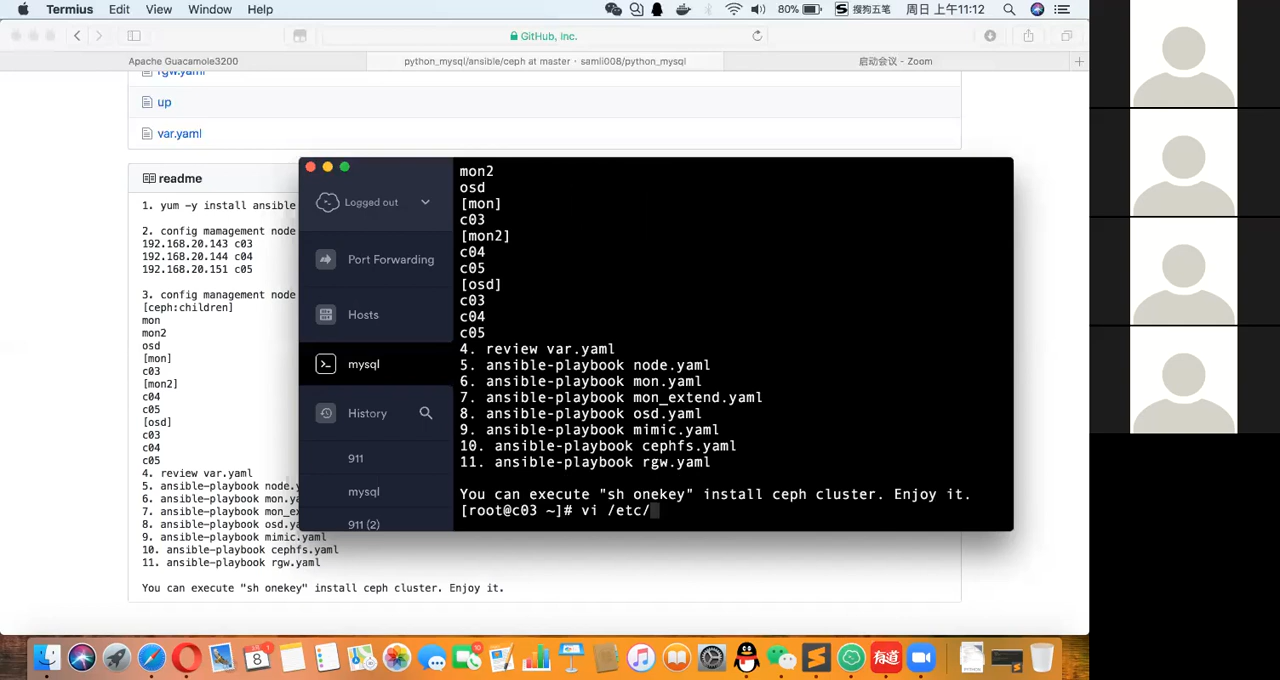 Termius Edit View Window Help
80% 搜狗五笔 周日 上午11:12
GitHub, Inc.
Apache Guacamole3200
python_mysql/ansible/ceph at master · samli008/python_mysql
启动会议 - Zoom
rgw.yaml
up
var.yaml
readme
1. yum -y install ansible
2. config mamagement node
192.168.20.143 c03
192.168.20.144 c04
192.168.20.151 c05
3. config management node
[ceph:children]
mon
mon2
osd
[mon]
c03
[mon2]
c04
c05
[osd]
c03
c04
c05
4. review var.yaml
5. ansible-playbook node.y
6. ansible-playbook mon.ya
7. ansible-playbook mon_ex
8. ansible-playbook osd.ya
9. ansible-playbook mimic.yaml
10. ansible-playbook cephfs.yaml
11. ansible-playbook rgw.yaml
You can execute "sh onekey" install ceph cluster. Enjoy it.
Logged out
Port Forwarding
Hosts
mysql
History
911
mysql
911 (2)
mon2
osd
[mon]
c03
[mon2]
c04
c05
[osd]
c03
c04
c05
4. review var.yaml
5. ansible-playbook node.yaml
6. ansible-playbook mon.yaml
7. ansible-playbook mon_extend.yaml
8. ansible-playbook osd.yaml
9. ansible-playbook mimic.yaml
10. ansible-playbook cephfs.yaml
11. ansible-playbook rgw.yaml
You can execute "sh onekey" install ceph cluster. Enjoy it.
[root@c03 ~]# vi /etc/
8
有道